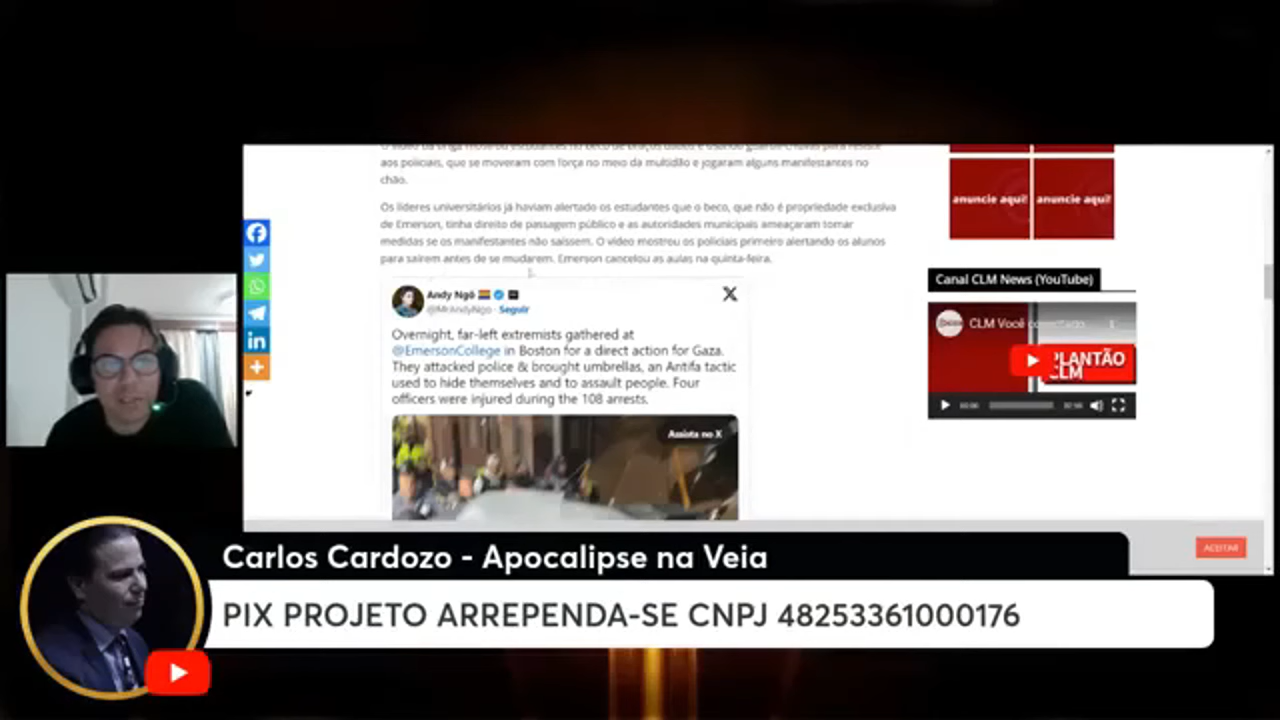 aos policiais, que se moveram com força no meio da multidão e jogaram alguns manifestantes no
chão.
Os líderes universitários já haviam alertado os estudantes que o beco, que não é propriedade exclusiva
de Emerson, tinha direito de passagem público e as autoridades municipais ameaçaram tomar
medidas se os manifestantes não saíssem. O vídeo mostrou os policiais primeiro alertando os alunos
para saírem antes de se mudarem. Emerson cancelou as aulas na quinta-feira.
Andy Ngô
@MrAndyNgo · Seguir
Overnight, far-left extremists gathered at
@EmersonCollege in Boston for a direct action for Gaza.
They attacked police & brought umbrellas, an Antifa tactic
used to hide themselves and to assault people. Four
officers were injured during the 108 arrests.
Assista no X
anuncie aqui! anuncie aqui!
Canal CLM News (YouTube)
CLM Você conectado
PLANTÃO
CLM
00:00
ACEITAR
Carlos Cardozo - Apocalipse na Veia
PIX PROJETO ARREPENDA-SE CNPJ 48253361000176